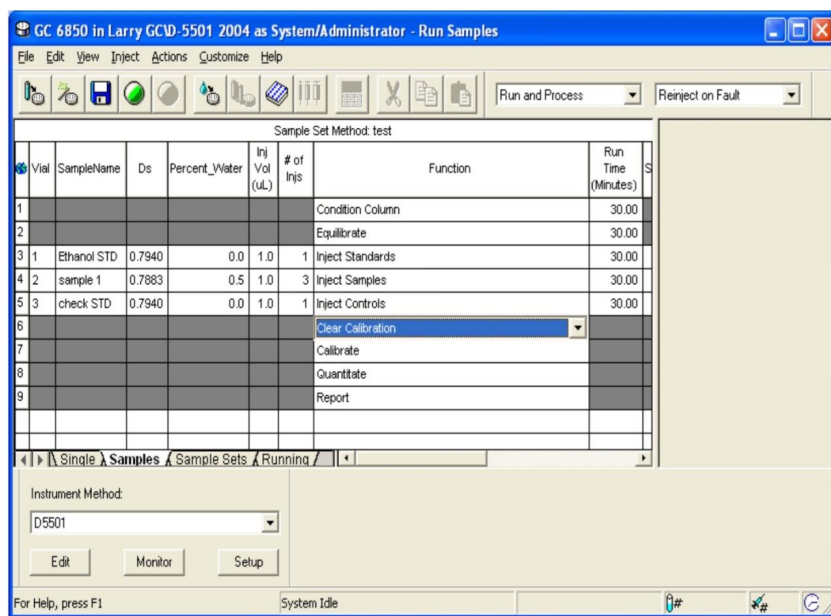 GC 6850 in Larry GC\D-5501 2004 as System/Administrator - Run Samples
File Edit View Inject Actions Customize Help
Run and Process Reinject on Fault
Sample Set Method: test
Vial SampleName Ds Percent_Water Inj Vol (uL) # of Injs Function Run Time (Minutes) S
1 Condition Column 30.00
2 Equilibrate 30.00
3 1 Ethanol STD 0.7940 0.0 1.0 1 Inject Standards 30.00
4 2 sample 1 0.7883 0.5 1.0 3 Inject Samples 30.00
5 3 check STD 0.7940 0.0 1.0 1 Inject Controls 30.00
6 Clear Calibration
7 Calibrate
8 Quantitate
9 Report
Single Samples Sample Sets Running
Instrument Method:
D5501
Edit Monitor Setup
For Help, press F1 System Idle # #